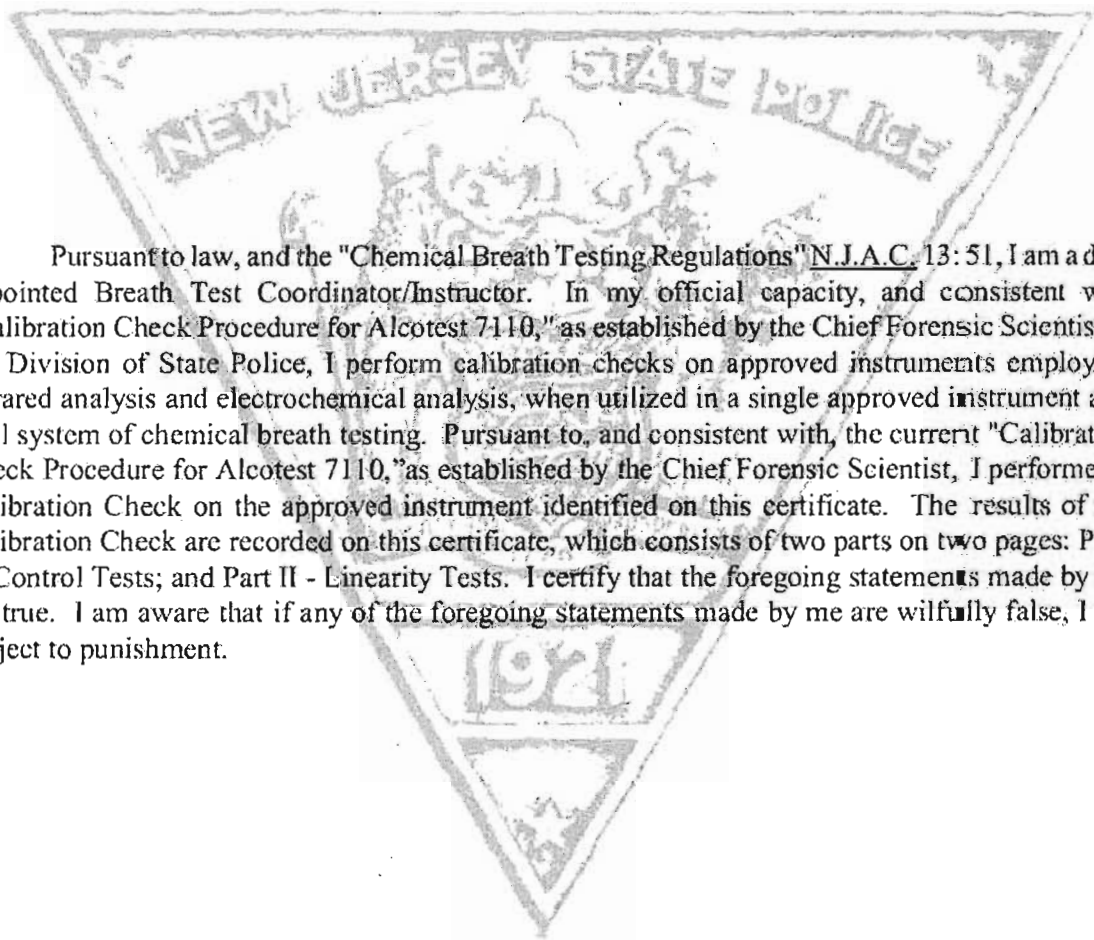 NEW JERSEY STATE POLICE
Pursuant to law, and the "Chemical Breath Testing Regulations" N.J.A.C. 13:51, I am a d
pointed Breath Test Coordinator/Instructor. In my official capacity, and consistent w
alibration Check Procedure for Alcotest 7110," as established by the Chief Forensic Scientis
Division of State Police, I perform calibration checks on approved instruments employ
rared analysis and electrochemical analysis, when utilized in a single approved instrument a
l system of chemical breath testing. Pursuant to, and consistent with, the current "Calibrat
eck Procedure for Alcotest 7110," as established by the Chief Forensic Scientist, I performe
libration Check on the approved instrument identified on this certificate. The results of
ibration Check are recorded on this certificate, which consists of two parts on two pages: P
Control Tests; and Part II - Linearity Tests. I certify that the foregoing statements made by
true. I am aware that if any of the foregoing statements made by me are wilfully false, I
ject to punishment.
1921